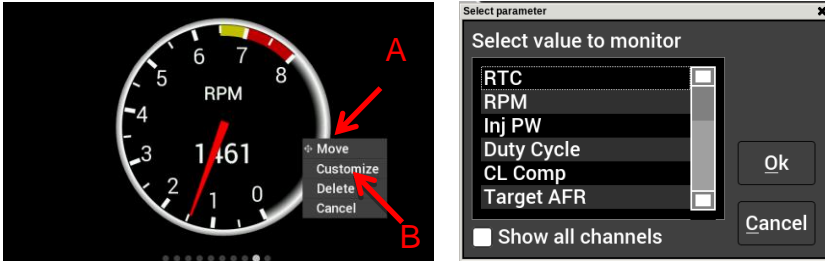 A
6
7
5
8
RPM
4
3
1461
2
1
0
Move
Customize
Delete
Cancel
B
Select parameter
Select value to monitor
RTC
RPM
Inj PW
Duty Cycle
CL Comp
Target AFR
Ok
Cancel
Show all channels